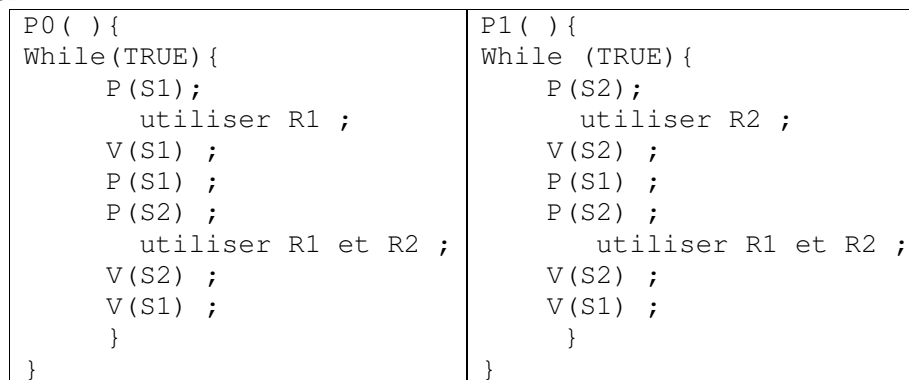 P0( ){
While(TRUE){
P(S1);
utiliser R1 ;
V(S1) ;
P(S1) ;
P(S2) ;
utiliser R1 et R2 ;
V(S2) ;
V(S1) ;
}
}
P1( ){
While (TRUE){
P(S2);
utiliser R2 ;
V(S2) ;
P(S1) ;
P(S2) ;
utiliser R1 et R2 ;
V(S2) ;
V(S1) ;
}
}